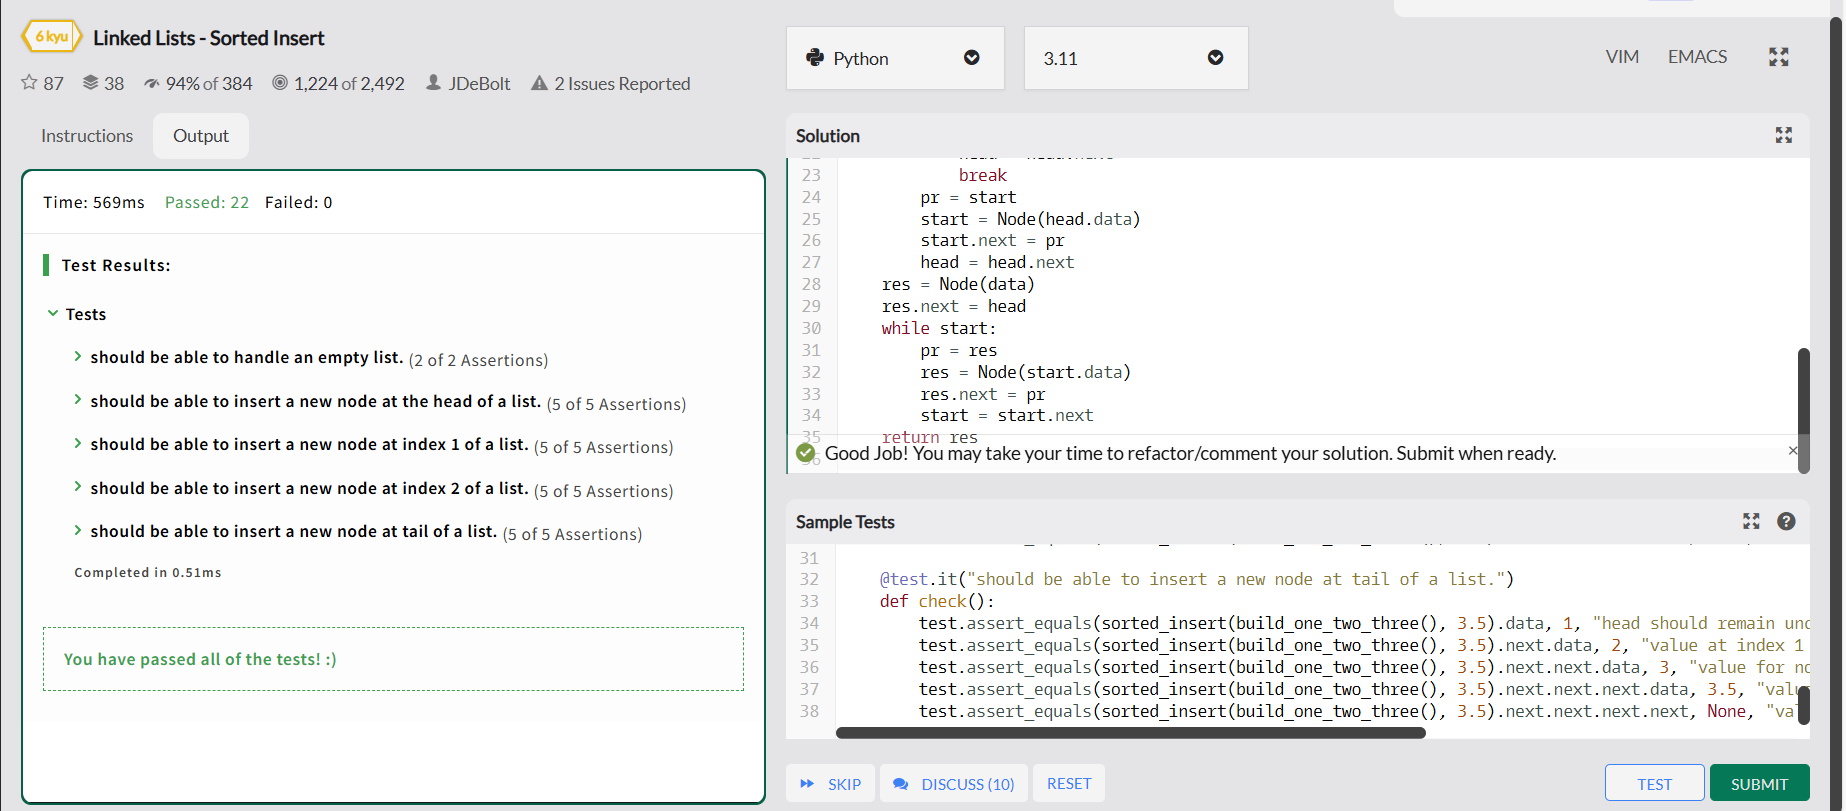 6 kyu Linked Lists - Sorted Insert
87 38 94% of 384 1,224 of 2,492 JDeBolt 2 Issues Reported
Instructions Output
Time: 569ms Passed: 22 Failed: 0
Test Results:
Tests
should be able to handle an empty list. (2 of 2 Assertions)
should be able to insert a new node at the head of a list. (5 of 5 Assertions)
should be able to insert a new node at index 1 of a list. (5 of 5 Assertions)
should be able to insert a new node at index 2 of a list. (5 of 5 Assertions)
should be able to insert a new node at tail of a list. (5 of 5 Assertions)
Completed in 0.51ms
You have passed all of the tests! :)
Python 3.11 VIM EMACS
Solution
23 break
24 pr = start
25 start = Node(head.data)
26 start.next = pr
27 head = head.next
28 res = Node(data)
29 res.next = head
30 while start:
31 pr = res
32 res = Node(start.data)
33 res.next = pr
34 start = start.next
35 return res
36
Good Job! You may take your time to refactor/comment your solution. Submit when ready. ×
Sample Tests
31
32 @test.it("should be able to insert a new node at tail of a list.")
33 def check():
34 test.assert_equals(sorted_insert(build_one_two_three(), 3.5).data, 1, "head should remain unc
35 test.assert_equals(sorted_insert(build_one_two_three(), 3.5).next.data, 2, "value at index 1
36 test.assert_equals(sorted_insert(build_one_two_three(), 3.5).next.next.data, 3, "value for no
37 test.assert_equals(sorted_insert(build_one_two_three(), 3.5).next.next.next.data, 3.5, "valu
38 test.assert_equals(sorted_insert(build_one_two_three(), 3.5).next.next.next.next, None, "va
SKIP DISCUSS (10) RESET TEST SUBMIT